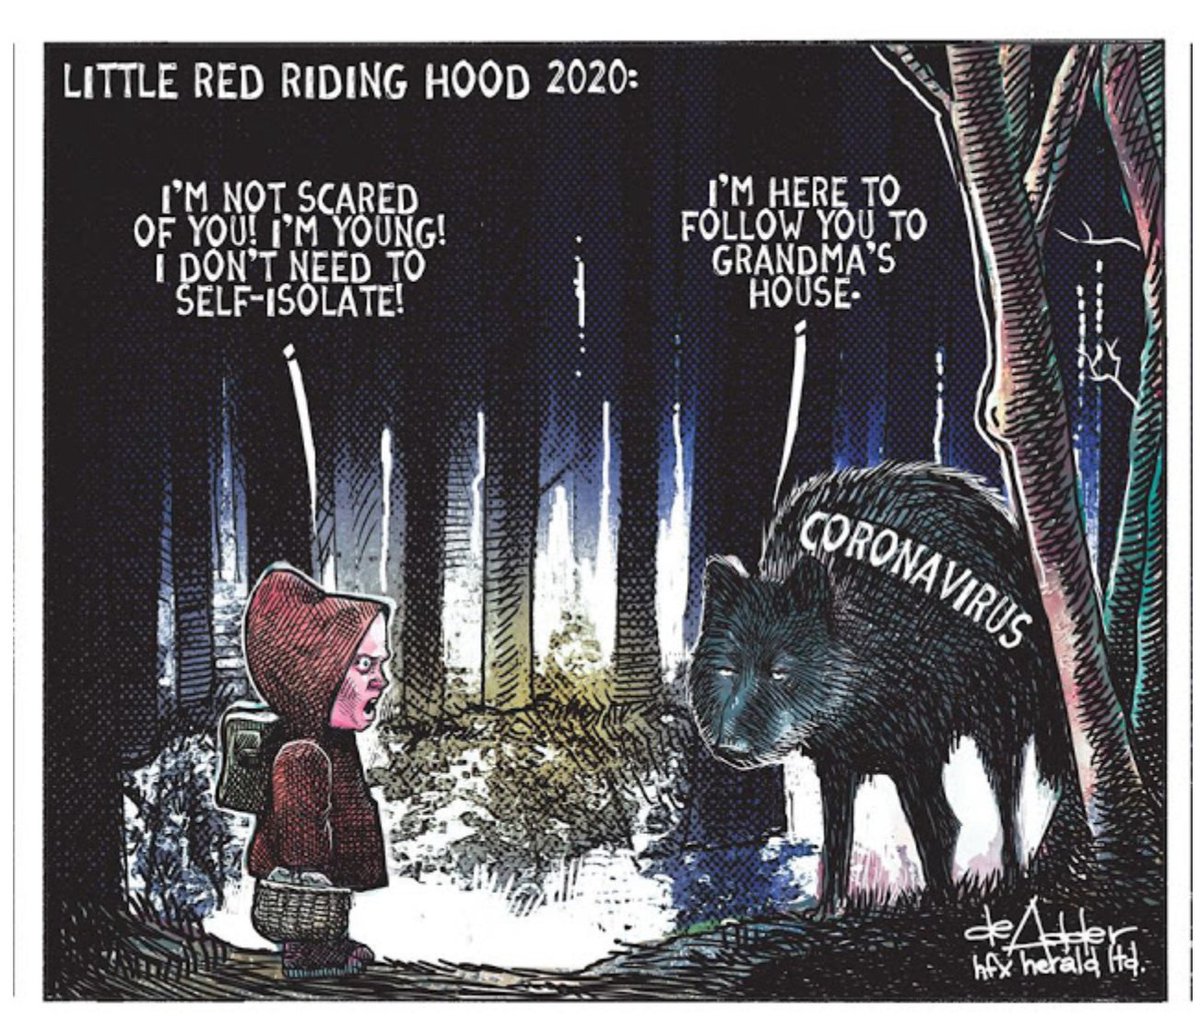 LITTLE RED RIDING HOOD 2020:
I'M NOT SCARED
OF YOU! I'M YOUNG!
I DON'T NEED TO
SELF-ISOLATE!
I'M HERE TO
FOLLOW YOU TO
GRANDMA'S
HOUSE.
CORONAVIRUS
deAdder
hfx herald ltd.